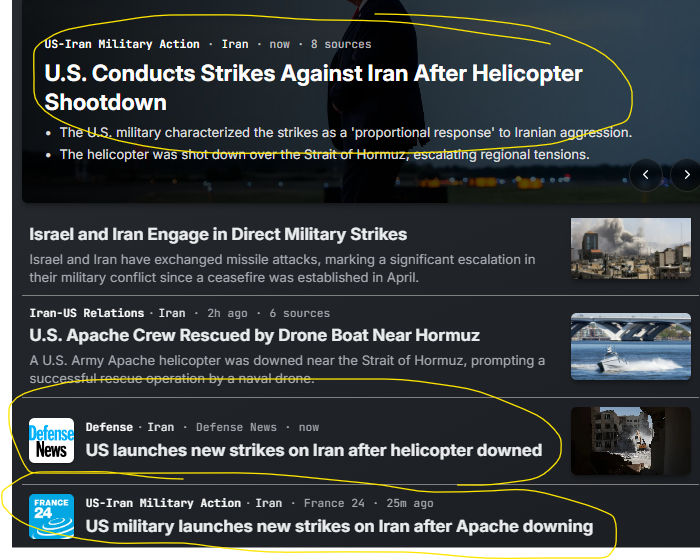 US-Iran Military Action · Iran · now · 8 sources
U.S. Conducts Strikes Against Iran After Helicopter
Shootdown
• The U.S. military characterized the strikes as a 'proportional response' to Iranian aggression.
• The helicopter was shot down over the Strait of Hormuz, escalating regional tensions.
Israel and Iran Engage in Direct Military Strikes
Israel and Iran have exchanged missile attacks, marking a significant escalation in
their military conflict since a ceasefire was established in April.
Iran-US Relations · Iran · 2h ago · 6 sources
U.S. Apache Crew Rescued by Drone Boat Near Hormuz
A U.S. Army Apache helicopter was downed near the Strait of Hormuz, prompting a
successful rescue operation by a naval drone.
Defense
News
Defense · Iran · Defense News · now
US launches new strikes on Iran after helicopter downed
FRANCE
24
US-Iran Military Action · Iran · France 24 · 25m ago
US military launches new strikes on Iran after Apache downing